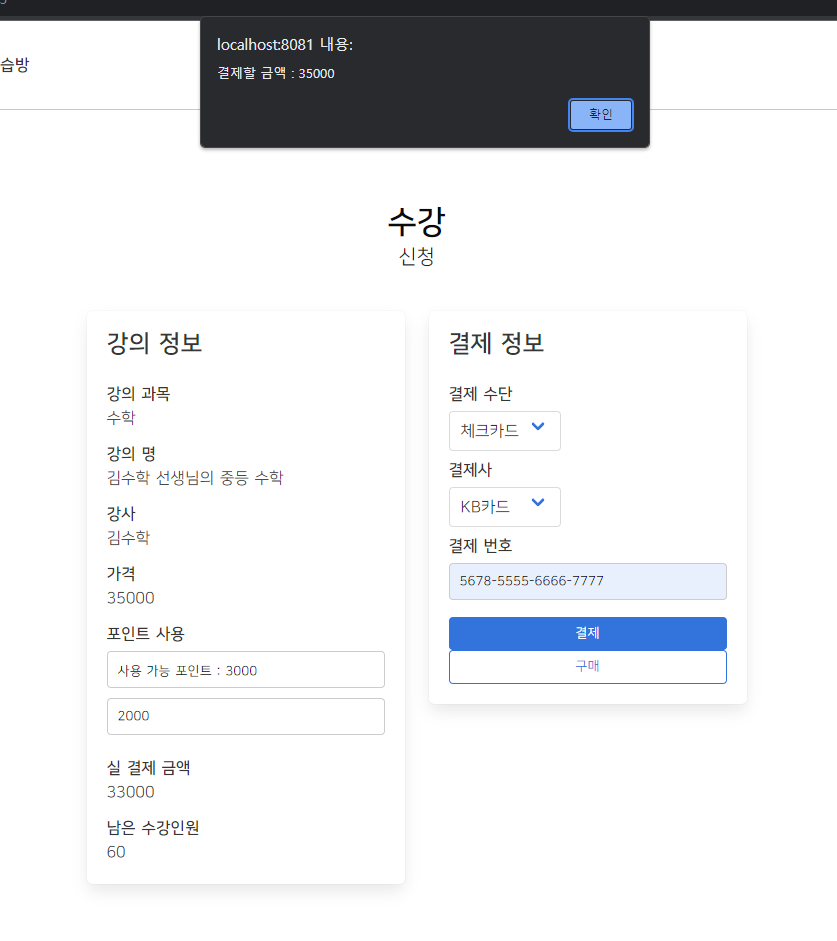 습방
localhost:8081 내용:
결제할 금액 : 35000
확인
수강
신청
강의 정보
강의 과목
수학
강의 명
김수학 선생님의 중등 수학
강사
김수학
가격
35000
포인트 사용
사용 가능 포인트 : 3000
2000
실 결제 금액
33000
남은 수강인원
60
결제 정보
결제 수단
체크카드
결제사
KB카드
결제 번호
5678-5555-6666-7777
결제
구매